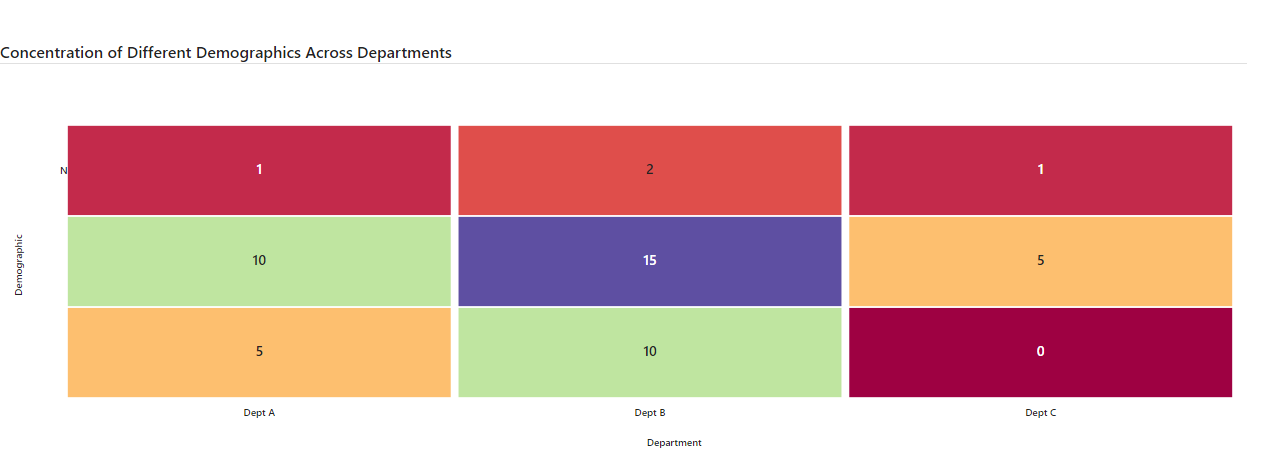 Concentration of Different Demographics Across Departments
N 1 2 1
10 15 5
Demographic
5 10 0
Dept A Dept B Dept C
Department